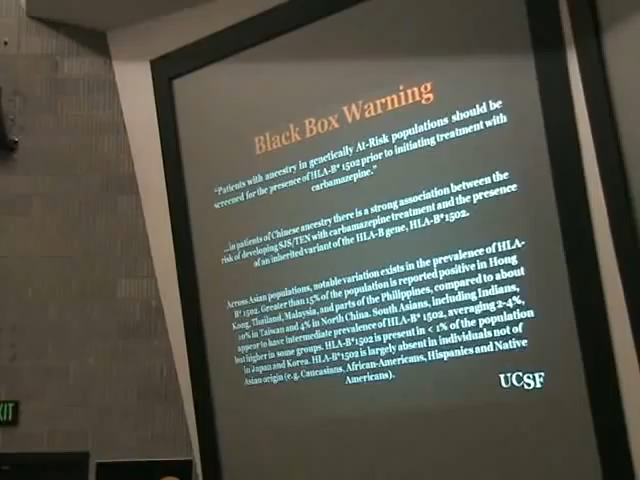 Black Box Warning
"Patients with ancestry in genetically At-Risk populations should be
screened for the presence of HLA-B* 1502 prior to initiating treatment with
carbamazepine."
...in patients of Chinese ancestry there is a strong association between the
risk of developing SJS/TEN with carbamazepine treatment and the presence
of an inherited variant of the HLA-B gene, HLA-B*1502.
Across Asian populations, notable variation exists in the prevalence of HLA-
B* 1502. Greater than 15% of the population is reported positive in Hong
Kong, Thailand, Malaysia, and parts of the Philippines, compared to about
10% in Taiwan and 4% in North China. South Asians, including Indians,
appear to have intermediate prevalence of HLA-B* 1502, averaging 2-4%,
but higher in some groups. HLA-B*1502 is present in < 1% of the population
in Japan and Korea. HLA-B*1502 is largely absent in individuals not of
Asian origin (e.g. Caucasians, African-Americans, Hispanics and Native
Americans).
UCSF
XIT